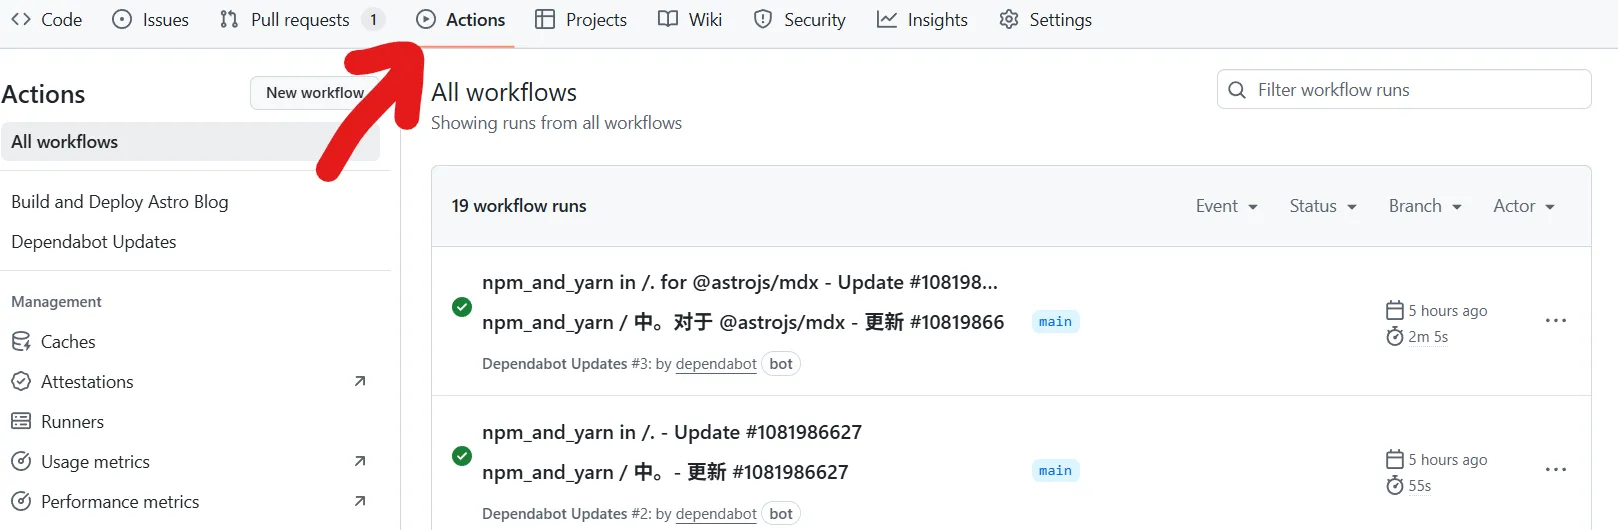 Code Issues Pull requests 1 Actions Projects Wiki Security Insights Settings
Actions
New workflow
All workflows
Build and Deploy Astro Blog
Dependabot Updates
Management
Caches
Attestations
Runners
Usage metrics
Performance metrics
All workflows
Showing runs from all workflows
Filter workflow runs
19 workflow runs
Event Status Branch Actor
npm_and_yarn in /. for @astrojs/mdx - Update #108198...
npm_and_yarn / 中。对于 @astrojs/mdx - 更新 #10819866
main
Dependabot Updates #3: by dependabot bot
5 hours ago
2m 5s
npm_and_yarn in /. - Update #1081986627
npm_and_yarn / 中。- 更新 #1081986627
main
Dependabot Updates #2: by dependabot bot
5 hours ago
55s